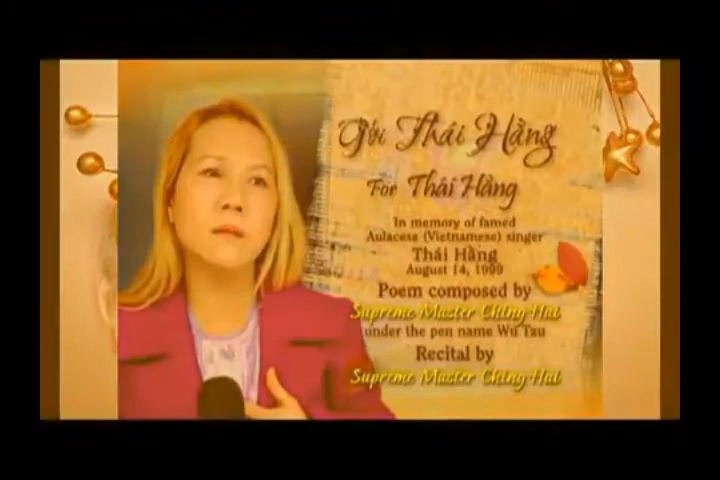 Gởi Thái Hằng
For Thái Hằng
In memory of famed
Aulacese (Vietnamese) singer
Thái Hằng
August 14, 1999
Poem composed by
Supreme Master Ching Hai
under the pen name Wu Tzu
Recital by
Supreme Master Ching Hai